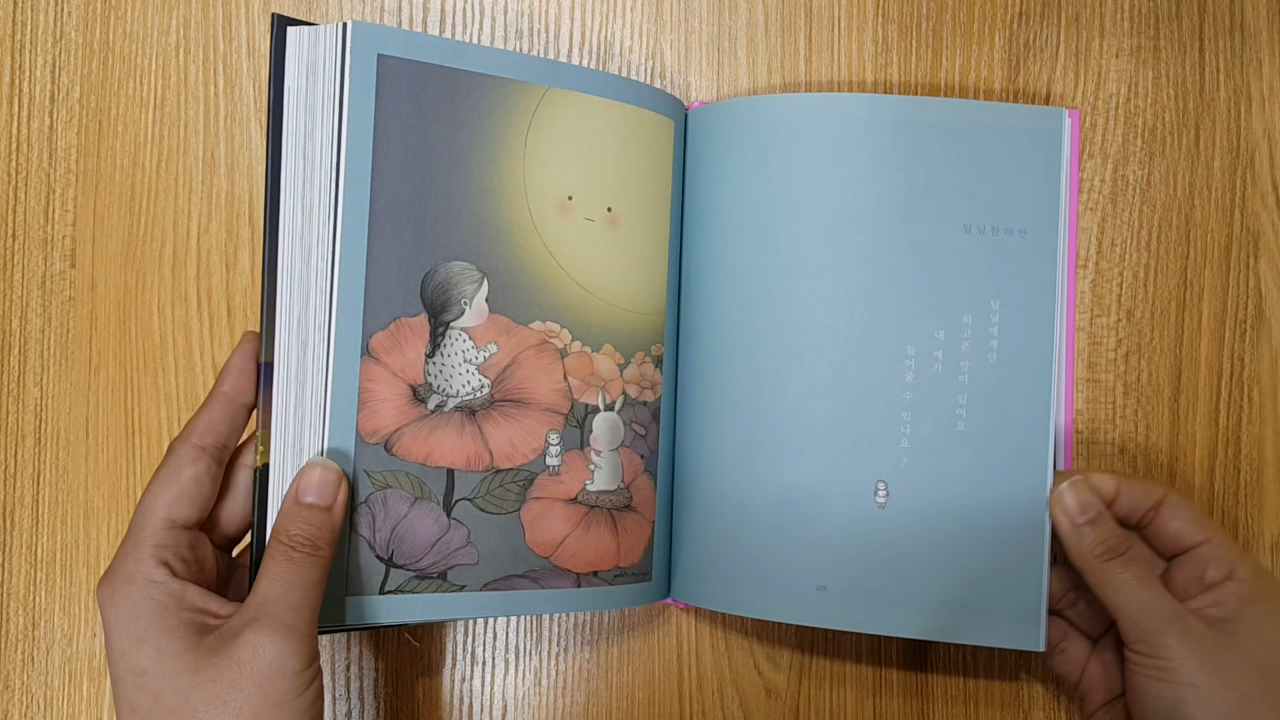 달님한테만
달님에게만
하고픈 말이 있어요
내 얘기
들어줄 수 있나요?